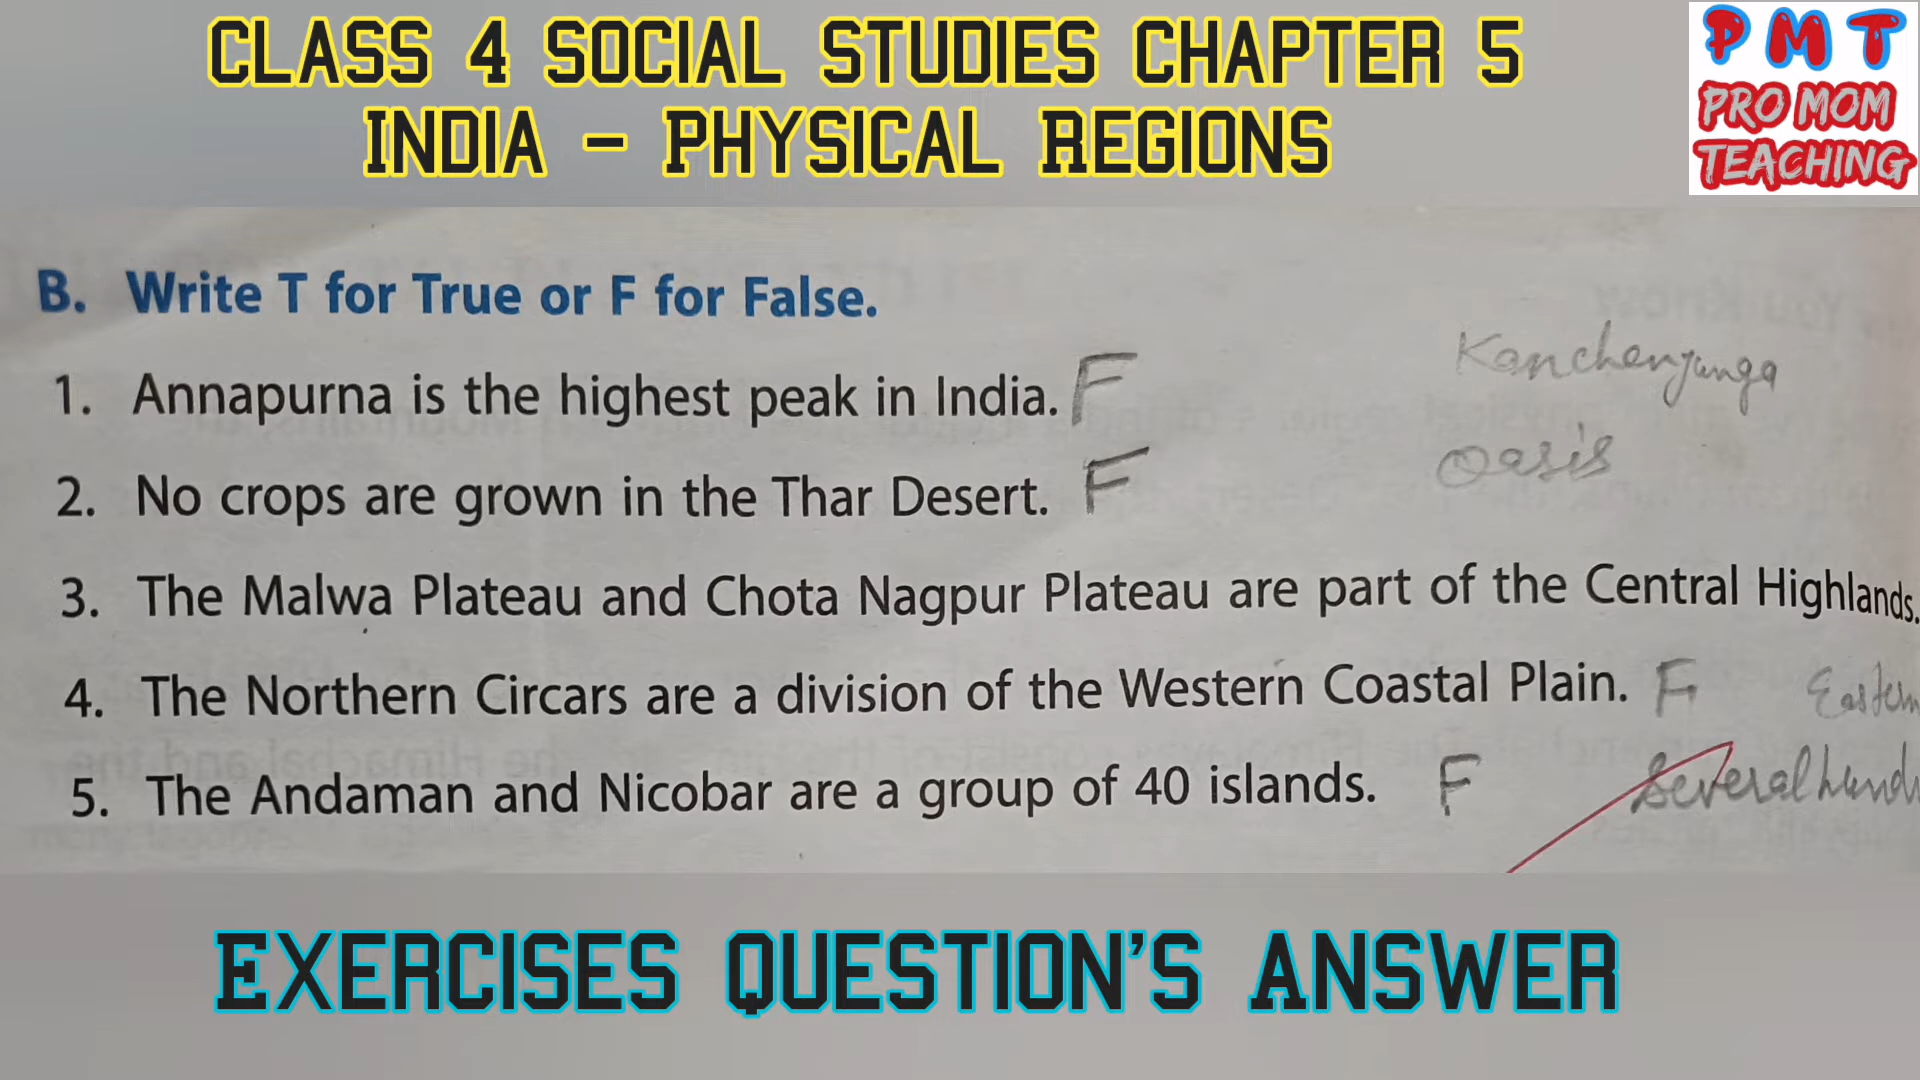 CLASS 4 SOCIAL STUDIES CHAPTER 5
INDIA - PHYSICAL REGIONS
PMT
PRO MOM
TEACHING
B. Write T for True or F for False.
1. Annapurna is the highest peak in India. F Kanchenjunga
2. No crops are grown in the Thar Desert. F Oasis
3. The Malwa Plateau and Chota Nagpur Plateau are part of the Central Highlands.
4. The Northern Circars are a division of the Western Coastal Plain. F Eastern
5. The Andaman and Nicobar are a group of 40 islands. F Several
EXERCISES QUESTION'S ANSWER